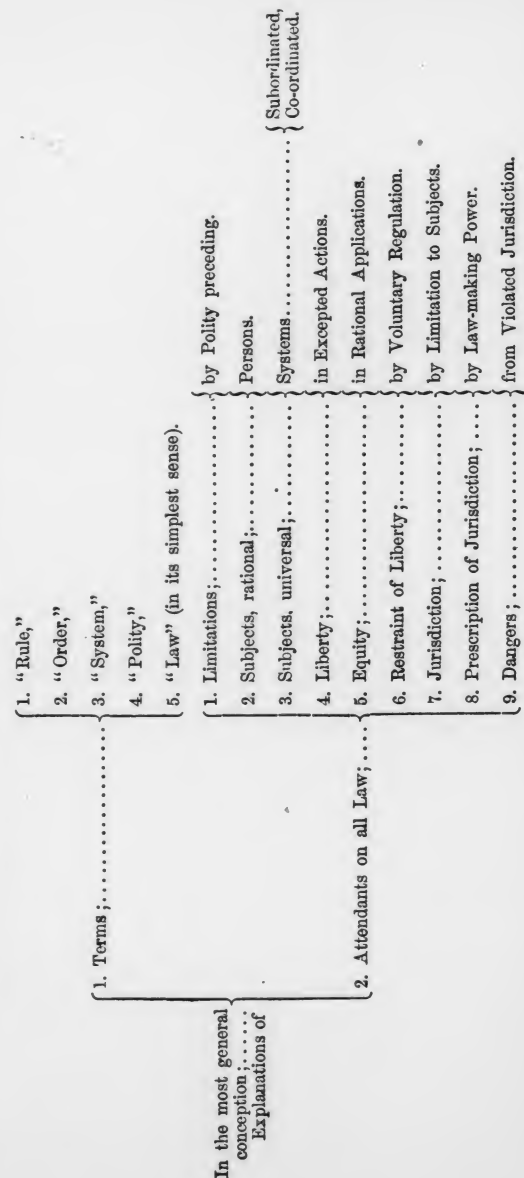 In the most general
conception;......
Explanations of
1. Terms;......................
1. "Rule,"
2. "Order,"
3. "System,"
4. "Polity,"
5. "Law" (in its simplest sense).
2. Attendants on all Law;....
1. Limitations;.................. by Polity preceding.
2. Subjects, rational;............ Persons.
3. Subjects, universal;........... Systems.................. Subordinated,
Co-ordinated.
4. Liberty;..................... in Excepted Actions.
5. Equity;...................... in Rational Applications.
6. Restraint of Liberty;.......... by Voluntary Regulation.
7. Jurisdiction;.................. by Limitation to Subjects.
8. Prescription of Jurisdiction;.... by Law-making Power.
9. Dangers;..................... from Violated Jurisdiction.